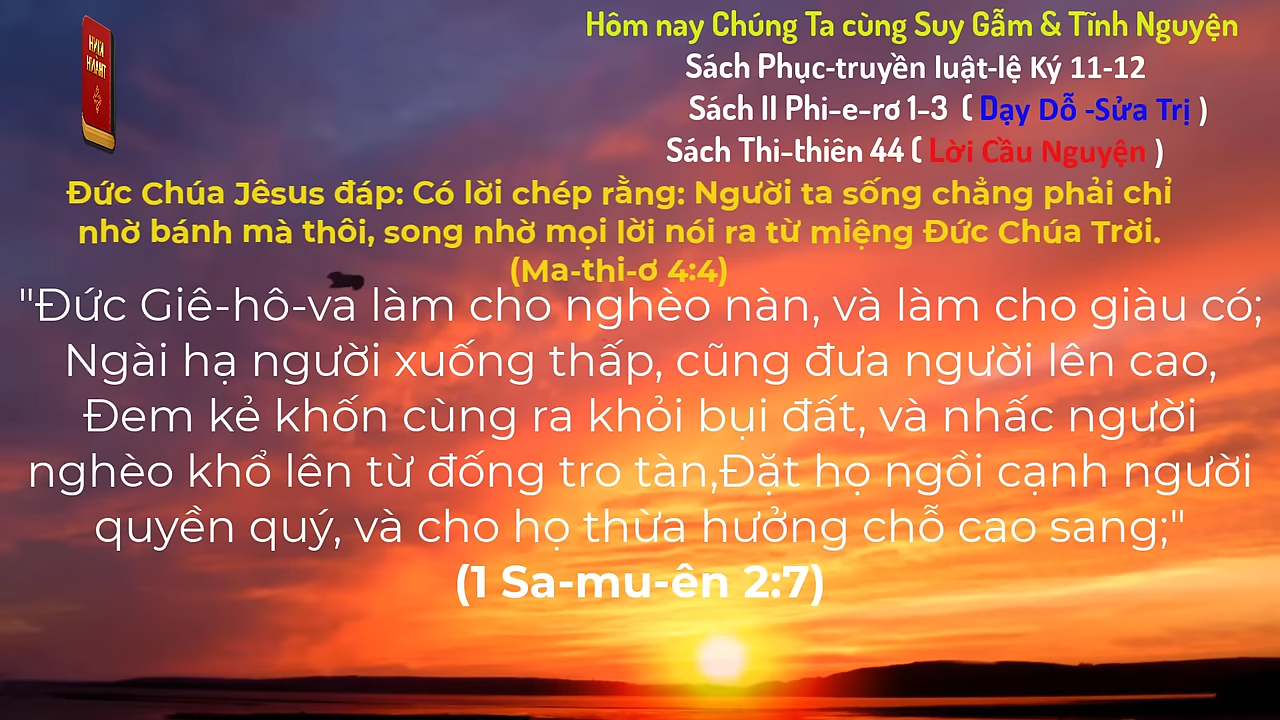 KINH
THÁNH
Hôm nay Chúng Ta cùng Suy Gẫm & Tĩnh Nguyện
Sách Phục-truyền luật-lệ Ký 11-12
Sách II Phi-e-rơ 1-3 ( Dạy Dỗ -Sửa Trị )
Sách Thi-thiên 44 ( Lời Cầu Nguyện )
Đức Chúa Jêsus đáp: Có lời chép rằng: Người ta sống chẳng phải chỉ
nhờ bánh mà thôi, song nhờ mọi lời nói ra từ miệng Đức Chúa Trời.
(Ma-thi-ơ 4:4)
"Đức Giê-hô-va làm cho nghèo nàn, và làm cho giàu có;
Ngài hạ người xuống thấp, cũng đưa người lên cao,
Đem kẻ khốn cùng ra khỏi bụi đất, và nhấc người
nghèo khổ lên từ đống tro tàn,Đặt họ ngồi cạnh người
quyền quý, và cho họ thừa hưởng chỗ cao sang;"
(1 Sa-mu-ên 2:7)